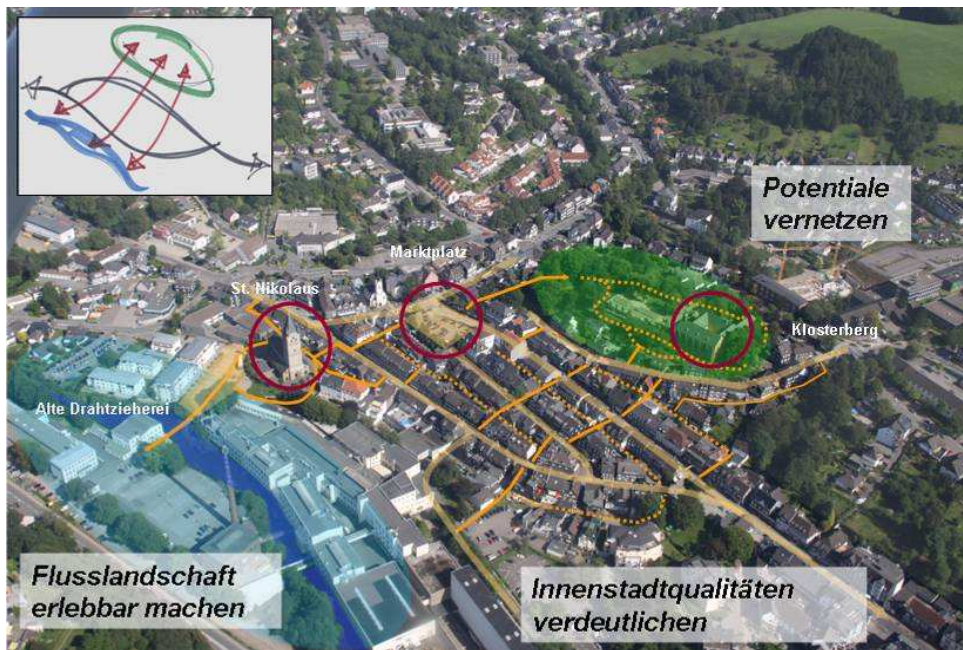 Potentiale
vernetzen
Marktplatz
St. Nikolaus
Klosterberg
Alte Drahtzieherei
Flusslandschaft
erlebbar machen
Innenstadtqualitäten
verdeutlichen